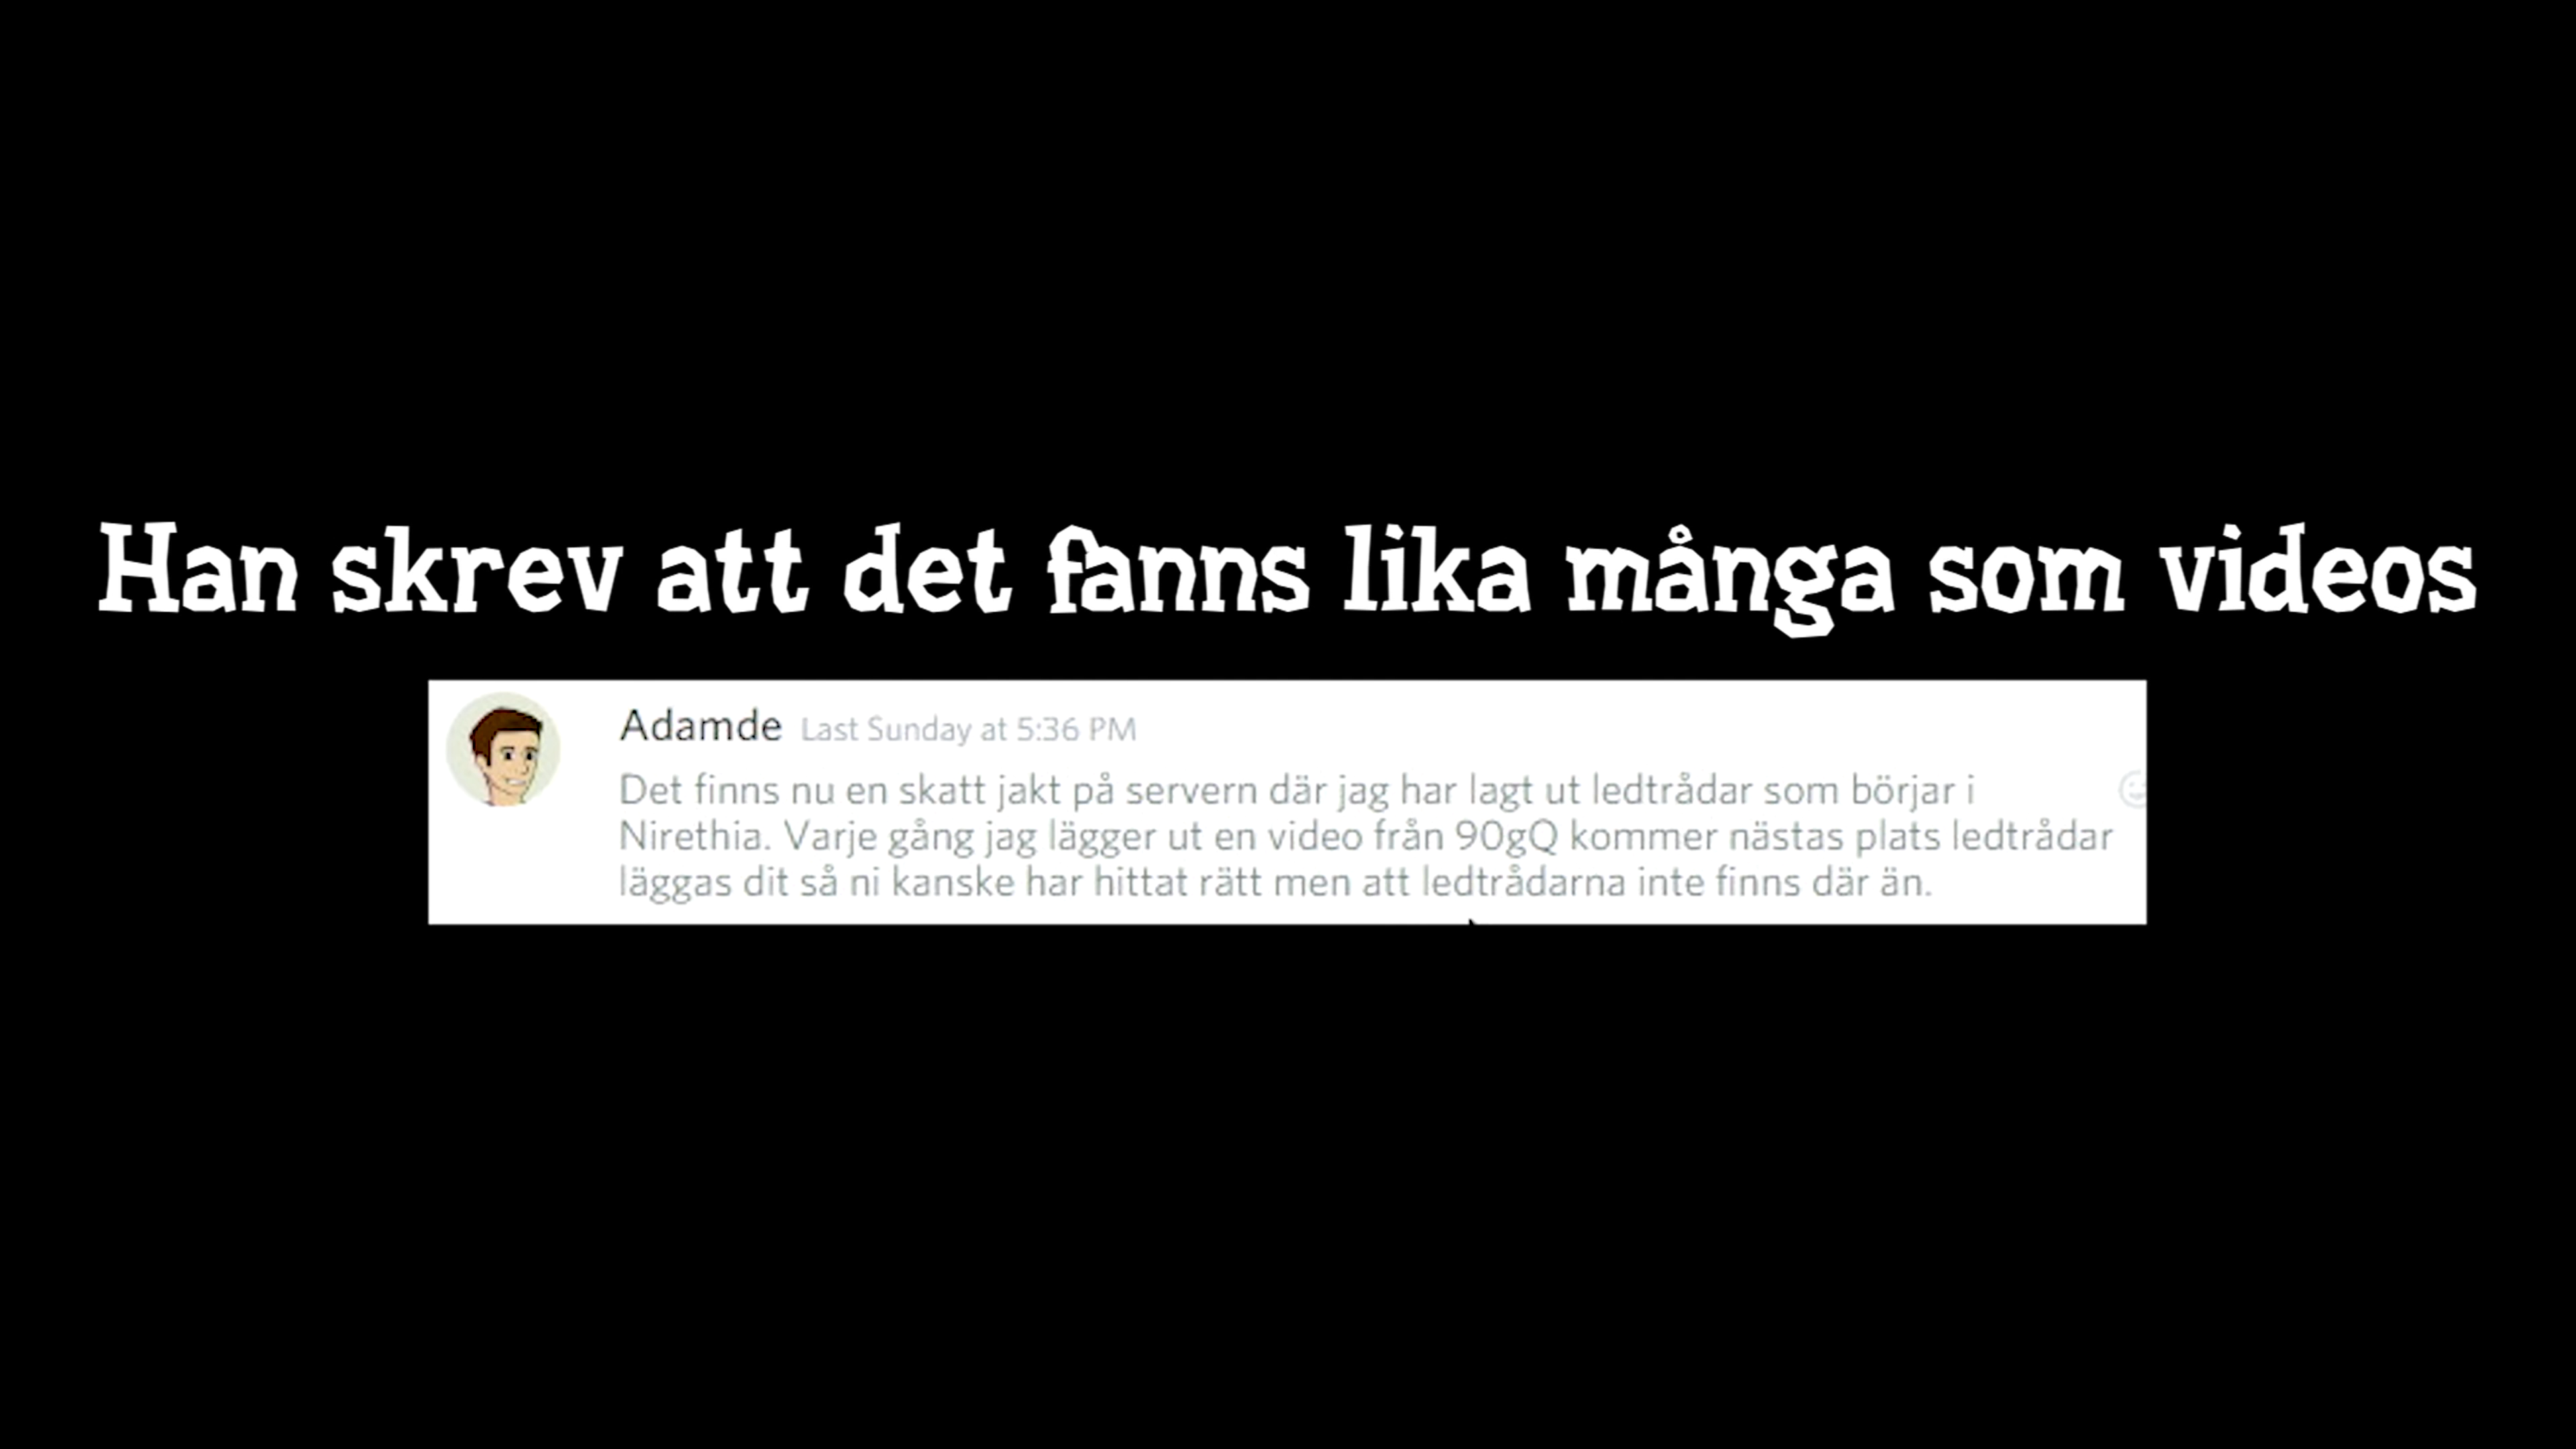 Han skrev att det fanns lika många som videos
Adamde Last Sunday at 5:36 PM
Det finns nu en skatt jakt på servern där jag har lagt ut ledtrådar som börjar i
Nirethia. Varje gång jag lägger ut en video från 90gQ kommer nästas plats ledtrådar
läggas dit så ni kanske har hittat rätt men att ledtrådarna inte finns där än.